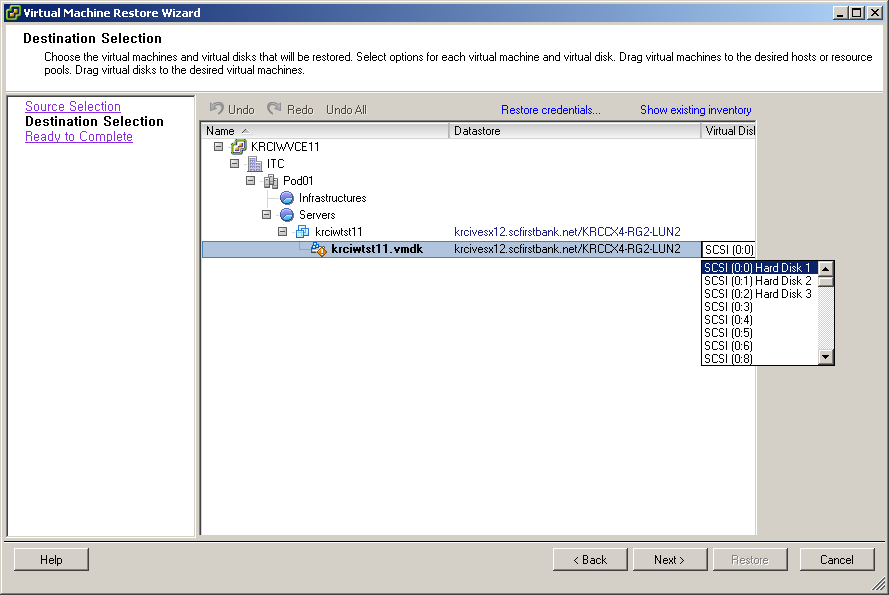 Virtual Machine Restore Wizard
Destination Selection
Choose the virtual machines and virtual disks that will be restored. Select options for each virtual machine and virtual disk. Drag virtual machines to the desired hosts or resource
pools. Drag virtual disks to the desired virtual machines.
Source Selection
Destination Selection
Ready to Complete
Undo Redo Undo All Restore credentials... Show existing inventory
Name Datastore Virtual Disl
KRCIWVCE11
ITC
Pod01
Infrastructures
Servers
krciwtst11 krcivesx12.scfirstbank.net/KRCCX4-RG2-LUN2
krciwtst11.vmdk krcivesx12.scfirstbank.net/KRCCX4-RG2-LUN2 SCSI (0:0)
SCSI (0:0) Hard Disk 1
SCSI (0:1) Hard Disk 2
SCSI (0:2) Hard Disk 3
SCSI (0:3)
SCSI (0:4)
SCSI (0:5)
SCSI (0:6)
SCSI (0:8)
Help < Back Next > Restore Cancel